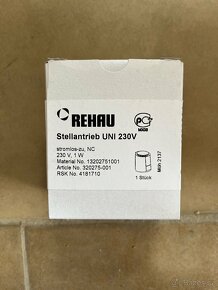 REHAU
Stellantrieb UNI 230V
stromlos-zu, NC
230 V, 1 W
Material No. 13202751001
Article No. 320275-001
RSK No. 4181710
1 Stück